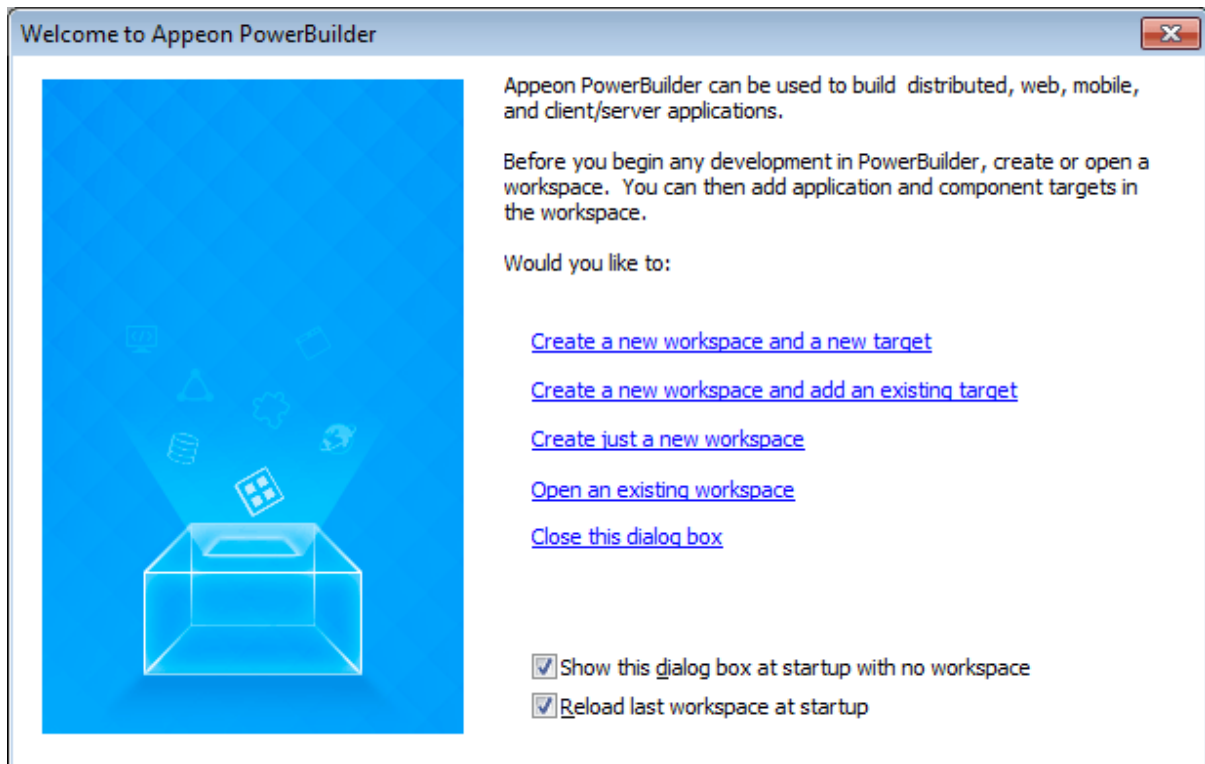 Welcome to Appeon PowerBuilder
Appeon PowerBuilder can be used to build distributed, web, mobile,
and client/server applications.
Before you begin any development in PowerBuilder, create or open a
workspace. You can then add application and component targets in
the workspace.
Would you like to:
Create a new workspace and a new target
Create a new workspace and add an existing target
Create just a new workspace
Open an existing workspace
Close this dialog box
Show this dialog box at startup with no workspace
Reload last workspace at startup